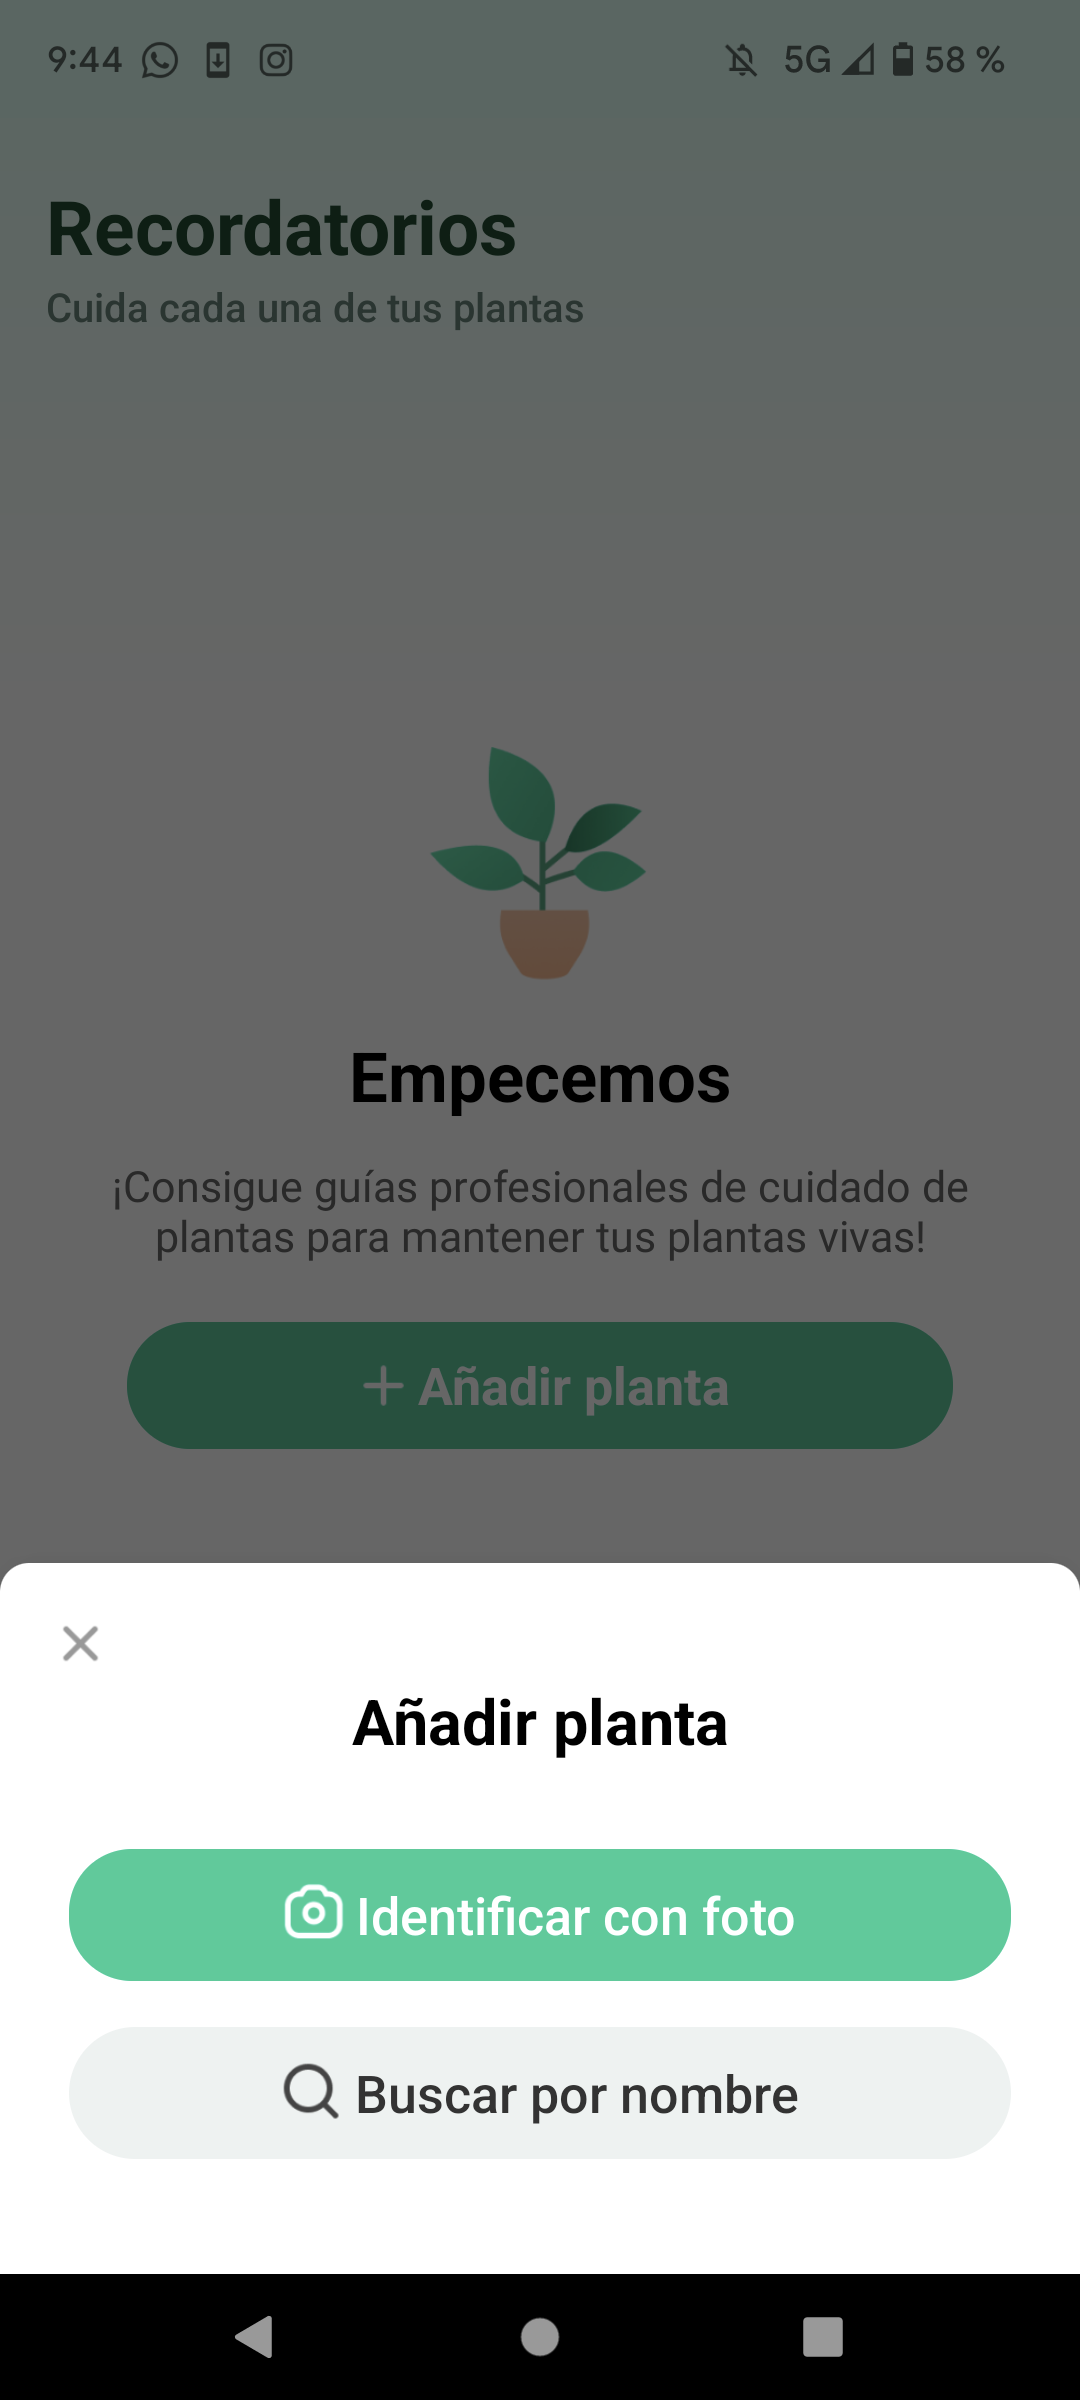 9:44
5G
58 %
Recordatorios
Cuida cada una de tus plantas
Empecemos
¡Consigue guías profesionales de cuidado de
plantas para mantener tus plantas vivas!
Añadir planta
Añadir planta
Identificar con foto
Buscar por nombre